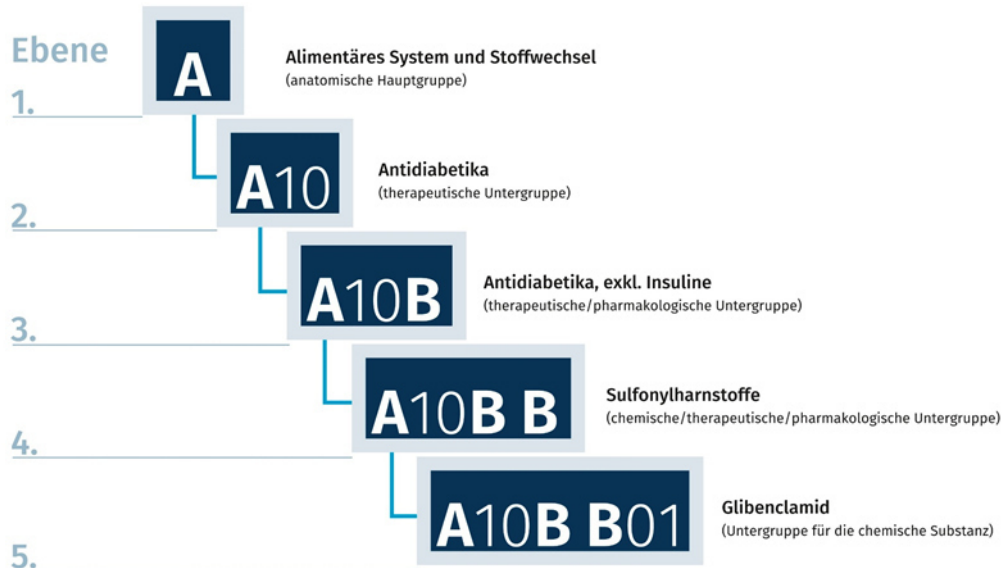 Ebene
1.
A
Alimentäres System und Stoffwechsel
(anatomische Hauptgruppe)
2.
A10
Antidiabetika
(therapeutische Untergruppe)
3.
A10B
Antidiabetika, exkl. Insuline
(therapeutische/pharmakologische Untergruppe)
4.
A10B B
Sulfonylharnstoffe
(chemische/therapeutische/pharmakologische Untergruppe)
5.
A10B B01
Glibenclamid
(Untergruppe für die chemische Substanz)